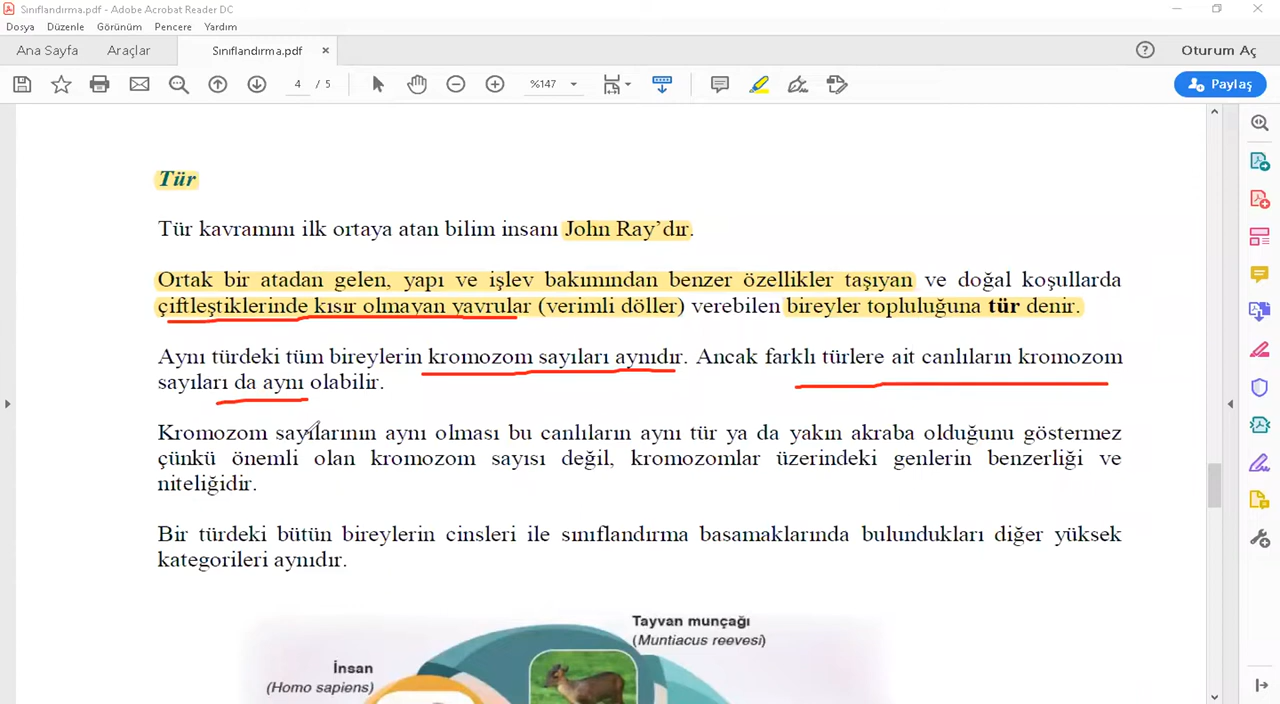 Sınıflandırma.pdf - Adobe Acrobat Reader DC
Dosya Düzenle Görünüm Pencere Yardım
Ana Sayfa Araçlar Sınıflandırma.pdf × Oturum Aç
4 / 5 %147 Paylaş
Tür
Tür kavramını ilk ortaya atan bilim insanı John Ray’dır.
Ortak bir atadan gelen, yapı ve işlev bakımından benzer özellikler taşıyan ve doğal koşullarda
çiftleştiklerinde kısır olmayan yavrular (verimli döller) verebilen bireyler topluluğuna tür denir.
Aynı türdeki tüm bireylerin kromozom sayıları aynıdır. Ancak farklı türlere ait canlıların kromozom
sayıları da aynı olabilir.
Kromozom sayılarının aynı olması bu canlıların aynı tür ya da yakın akraba olduğunu göstermez
çünkü önemli olan kromozom sayısı değil, kromozomlar üzerindeki genlerin benzerliği ve
niteliğidir.
Bir türdeki bütün bireylerin cinsleri ile sınıflandırma basamaklarında bulundukları diğer yüksek
kategorileri aynıdır.
Tayvan munçağı
(Muntiacus reevesi)
İnsan
(Homo sapiens)